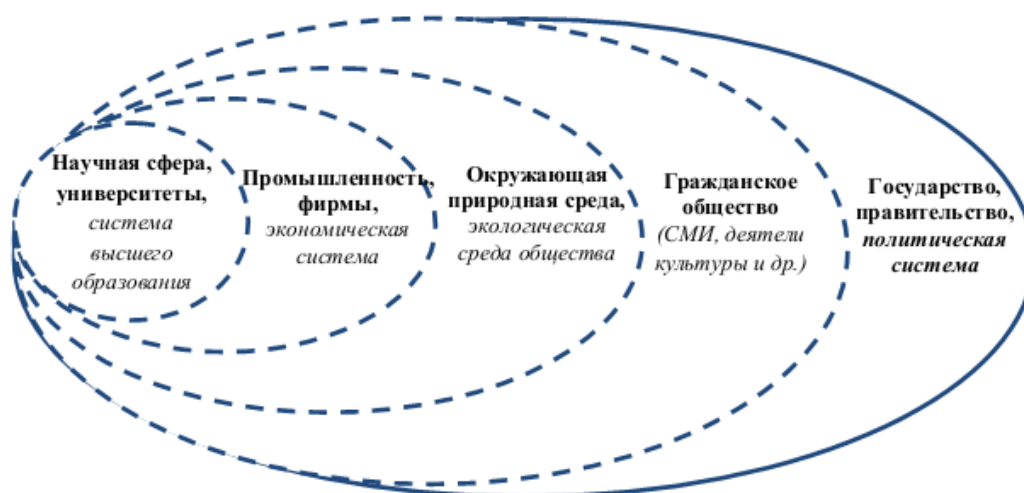 Научная сфера,
университеты,
система
высшего
образования
Промышленность,
фирмы,
экономическая
система
Окружающая
природная среда,
экологическая
среда общества
Гражданское
общество
(СМИ, деятели
культуры и др.)
Государство,
правительство,
политическая
система